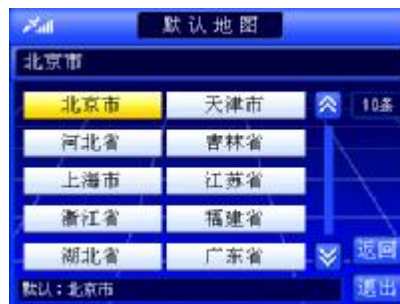 默认地图
北京市
北京市 天津市 10条
河北省 吉林省
上海市 江苏省
浙江省 福建省
湖北省 广东省
返回
默认：北京市 退出